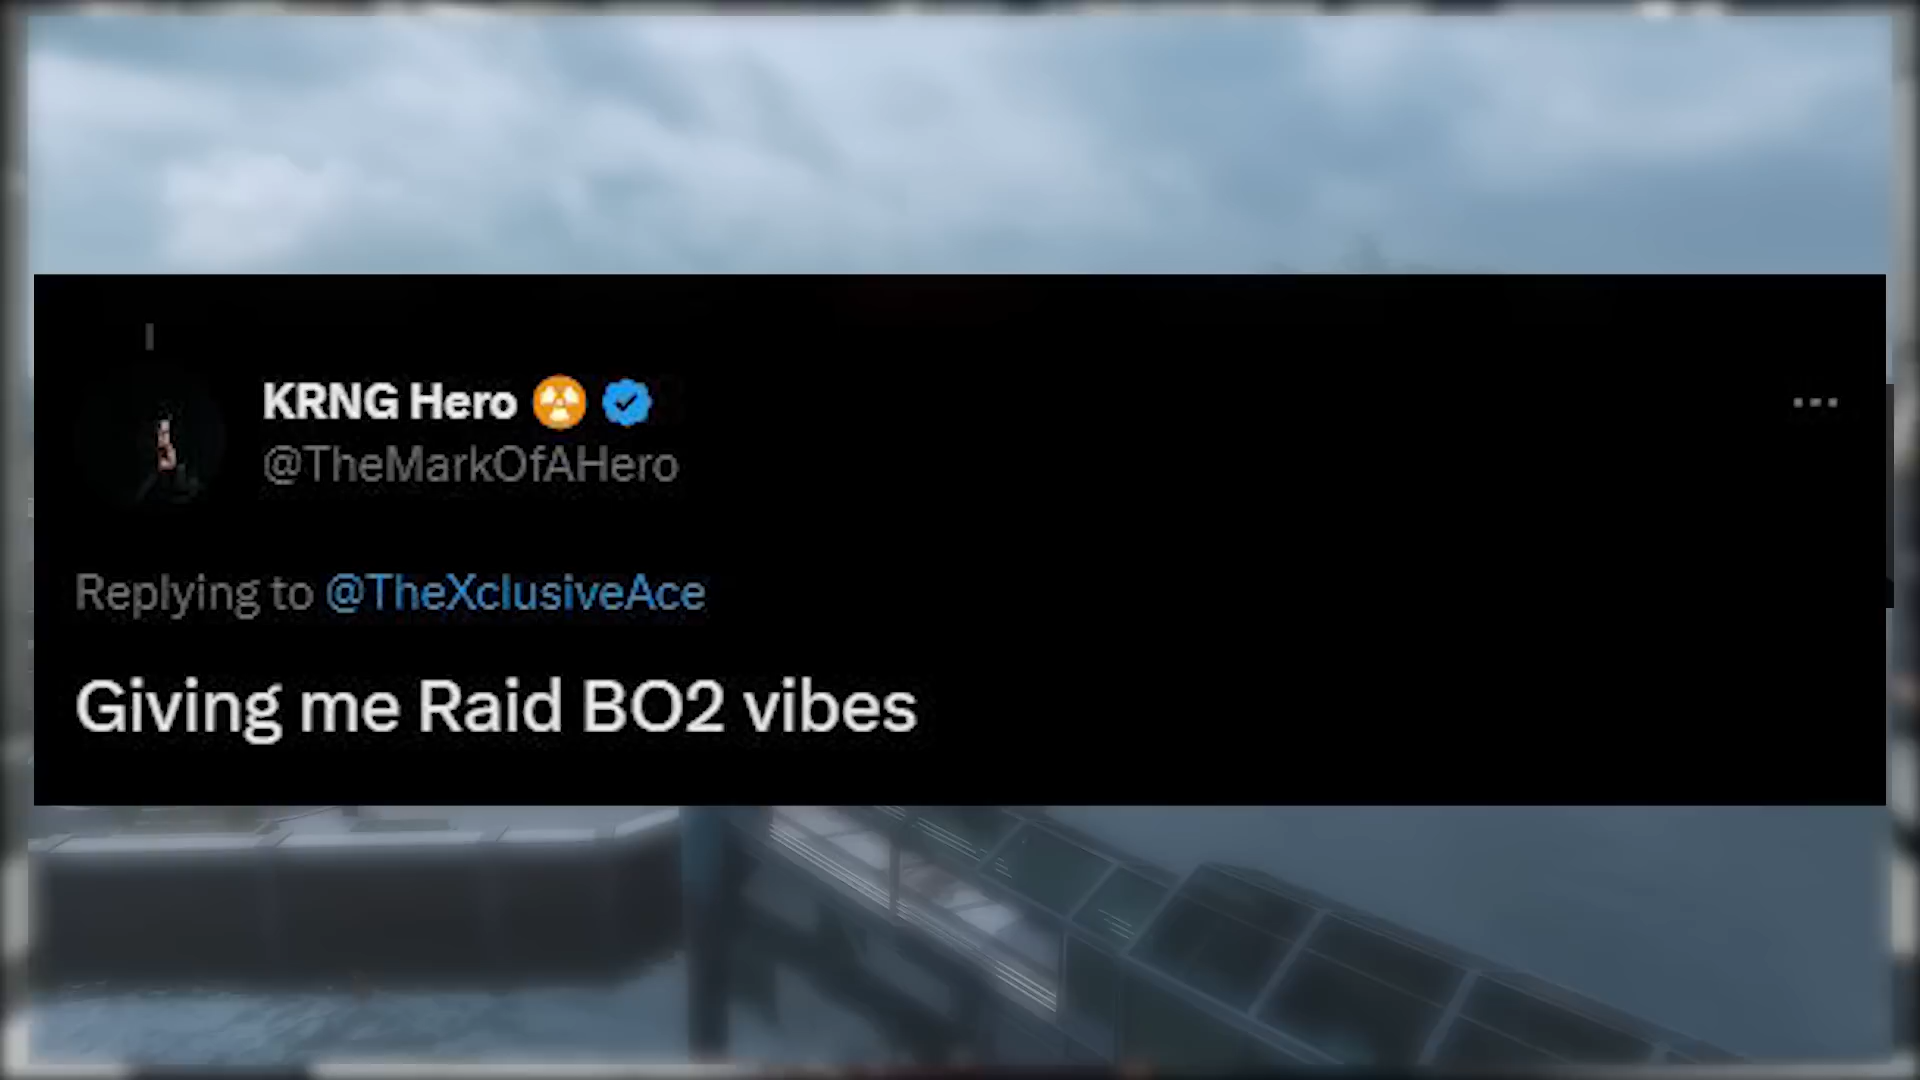 KRNG Hero
@TheMarkOfAHero
Replying to @TheXclusiveAce
Giving me Raid BO2 vibes